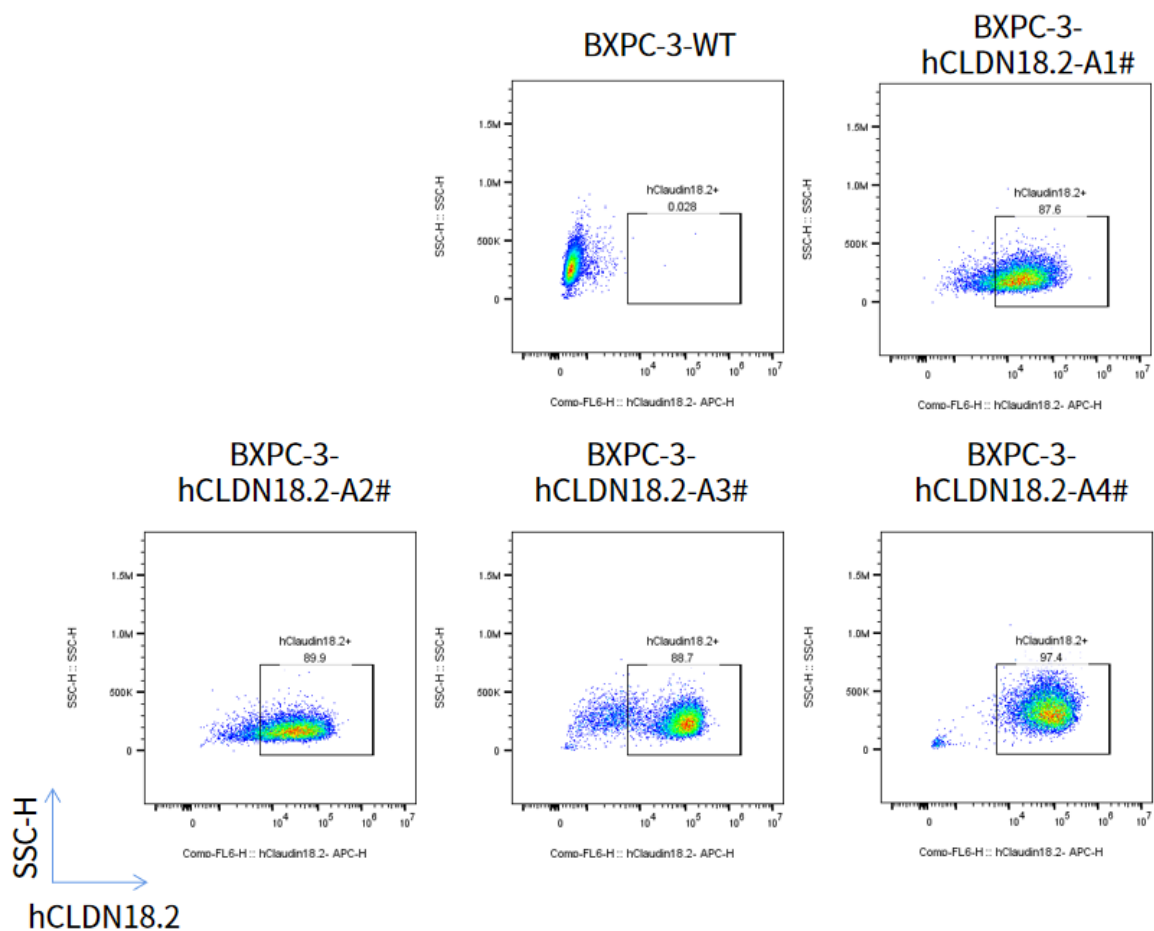 BXPC-3-WT
BXPC-3-
hCLDN18.2-A1#
1.5M
1.0M
500K
0
SSC-H :: SSC-H
hClaudin18.2+
0.028
0 10^4 10^5 10^6 10^7
Comp-FL6-H :: hClaudin18.2- APC-H
1.5M
1.0M
500K
0
SSC-H :: SSC-H
hClaudin18.2+
87.6
0 10^4 10^5 10^6 10^7
Comp-FL6-H :: hClaudin18.2- APC-H
BXPC-3-
hCLDN18.2-A2#
BXPC-3-
hCLDN18.2-A3#
BXPC-3-
hCLDN18.2-A4#
1.5M
1.0M
500K
0
SSC-H :: SSC-H
hClaudin18.2+
89.9
0 10^4 10^5 10^6 10^7
Comp-FL6-H :: hClaudin18.2- APC-H
1.5M
1.0M
500K
0
SSC-H :: SSC-H
hClaudin18.2+
88.7
0 10^4 10^5 10^6 10^7
Comp-FL6-H :: hClaudin18.2- APC-H
1.5M
1.0M
500K
0
SSC-H :: SSC-H
hClaudin18.2+
97.4
0 10^4 10^5 10^6 10^7
Comp-FL6-H :: hClaudin18.2- APC-H
SSC-H
hCLDN18.2